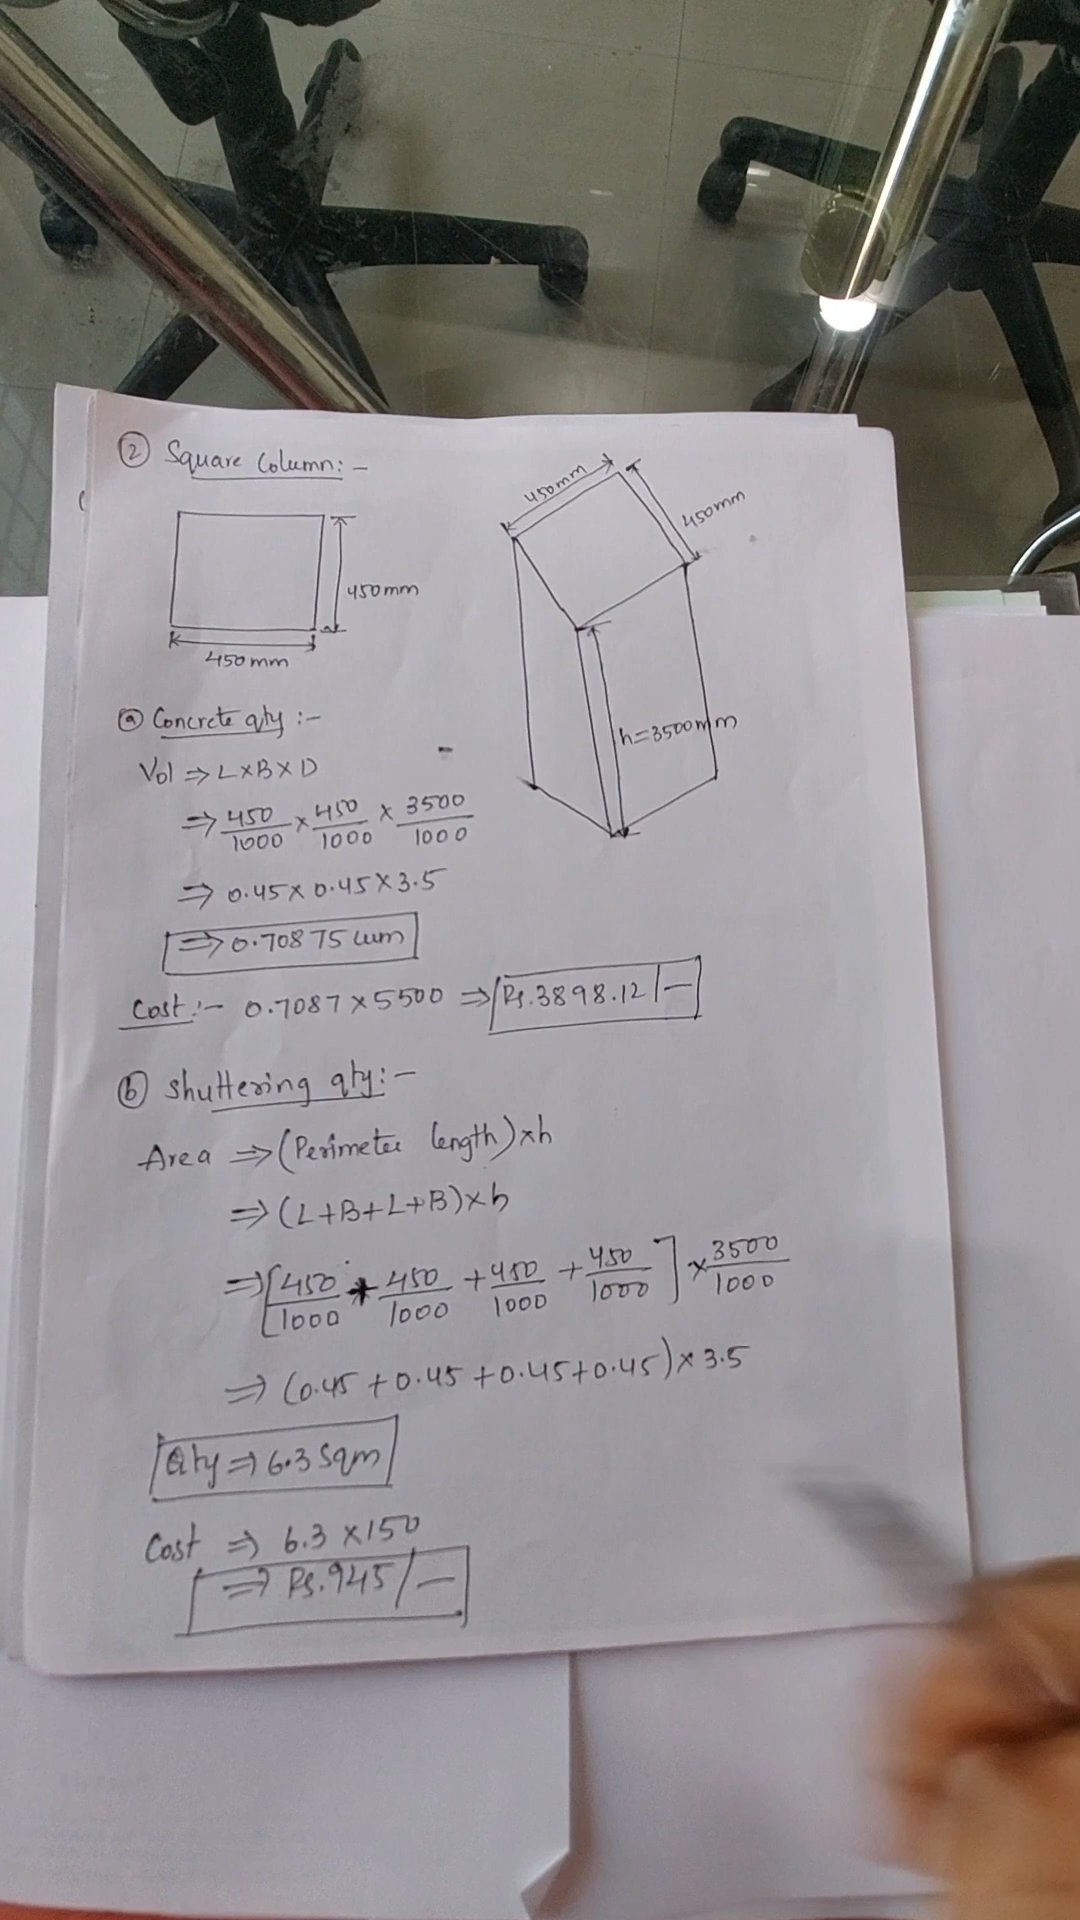 ② Square Column:-
450mm
450mm
450mm
450mm
h=3500mm
ⓐ Concrete qty :-
Vol ⇒ L×B×D
⇒ 450/1000 × 450/1000 × 3500/1000
⇒ 0.45×0.45×3.5
⇒ 0.70875 cum
Cost :- 0.7087×5500 ⇒ Rs.3898.12/-
ⓑ Shuttering qty:-
Area ⇒ (Perimeter length)×h
⇒ (L+B+L+B)×h
⇒ [450/1000 + 450/1000 + 450/1000 + 450/1000] × 3500/1000
⇒ (0.45+0.45+0.45+0.45)×3.5
Qty ⇒ 6.3 Sqm
Cost ⇒ 6.3 ×150
⇒ Rs.945/-